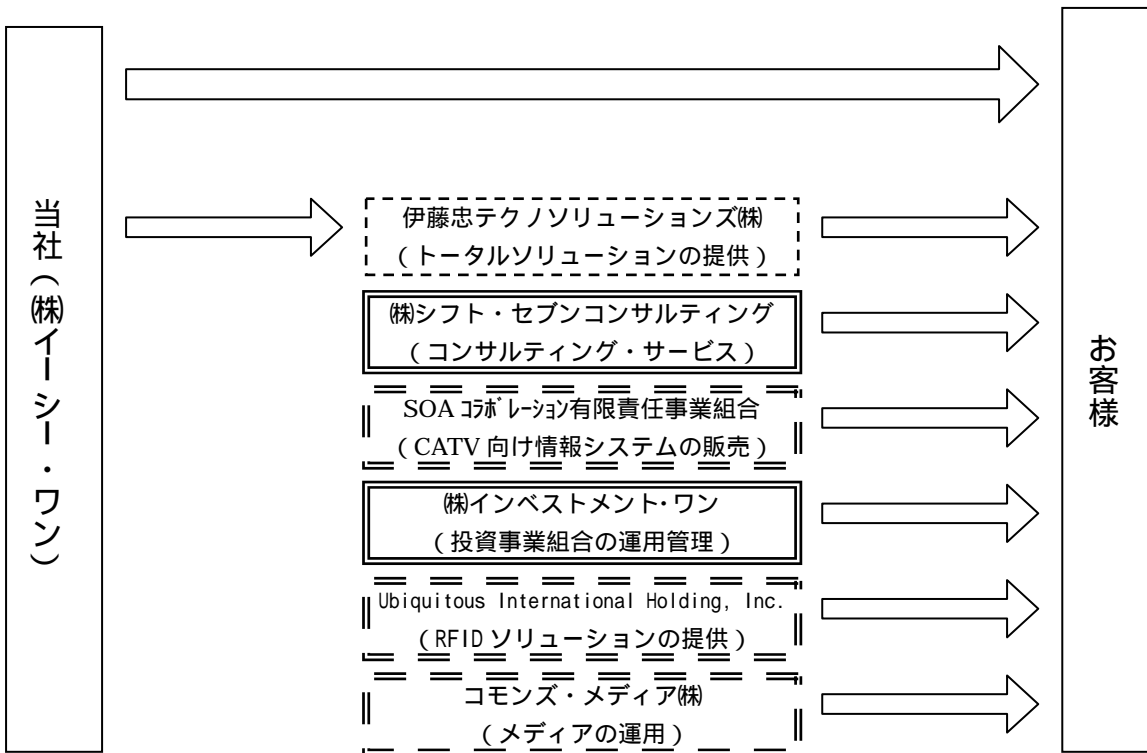 当社（㈱イーシー・ワン）
伊藤忠テクノソリューションズ㈱
（トータルソリューションの提供）
㈱シフト・セブンコンサルティング
（コンサルティング・サービス）
SOA ｺﾗﾎﾞﾚｰｼｮﾝ有限責任事業組合
（CATV 向け情報システムの販売）
㈱インベストメント・ワン
（投資事業組合の運用管理）
Ubiquitous International Holding, Inc.
（RFID ソリューションの提供）
コモンズ・メディア㈱
（メディアの運用）
お客様